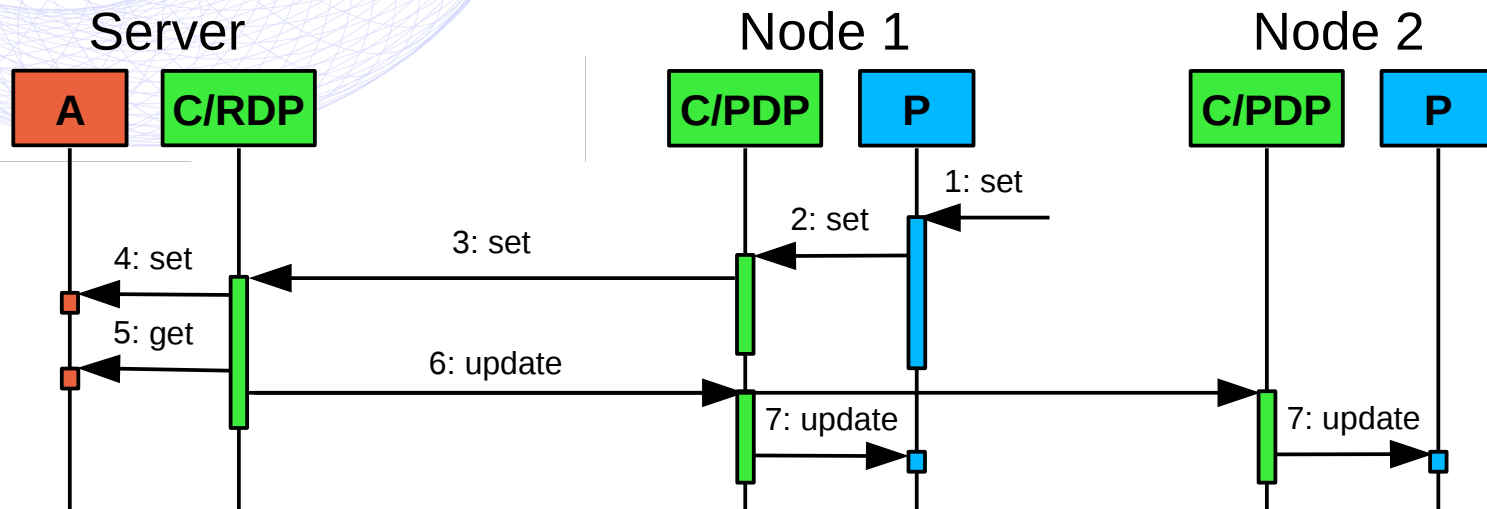 Server
Node 1
Node 2
A
C/RDP
C/PDP
P
C/PDP
P
1: set
2: set
3: set
4: set
5: get
6: update
7: update
7: update